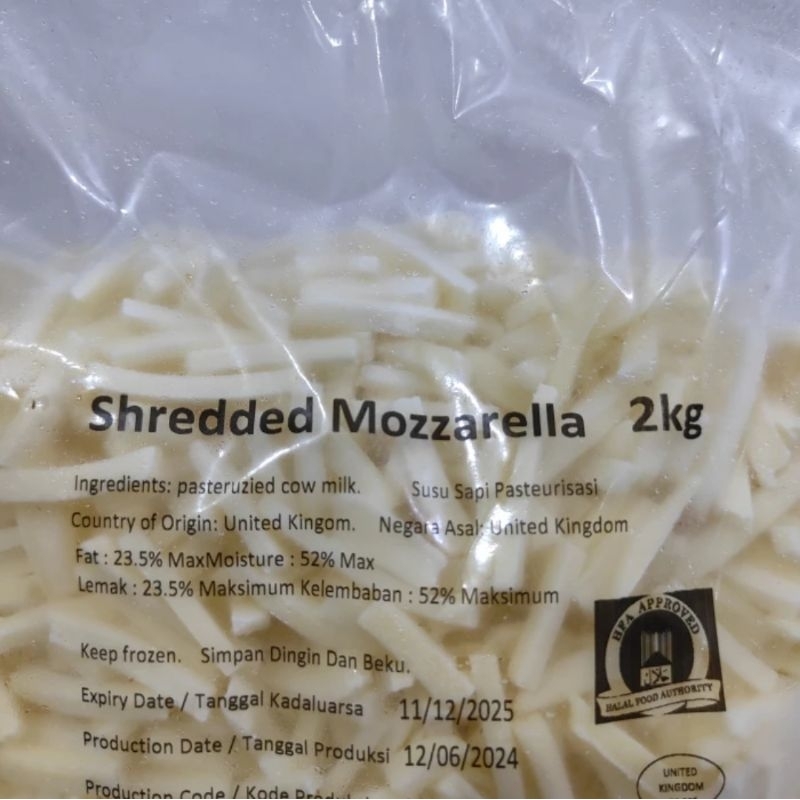 Shredded Mozzarella 2kg
Ingredients: pasteruzied cow milk. Susu Sapi Pasteurisasi
Country of Origin: United Kingom. Negara Asal: United Kingdom
Fat : 23.5% MaxMoisture : 52% Max
Lemak : 23.5% Maksimum Kelembaban : 52% Maksimum
HFA APPROVED
HALAL FOOD AUTHORITY
Keep frozen. Simpan Dingin Dan Beku.
Expiry Date / Tanggal Kadaluarsa 11/12/2025
Production Date / Tanggal Produksi 12/06/2024
UNITED
KINGDOM
Production Code / Kode